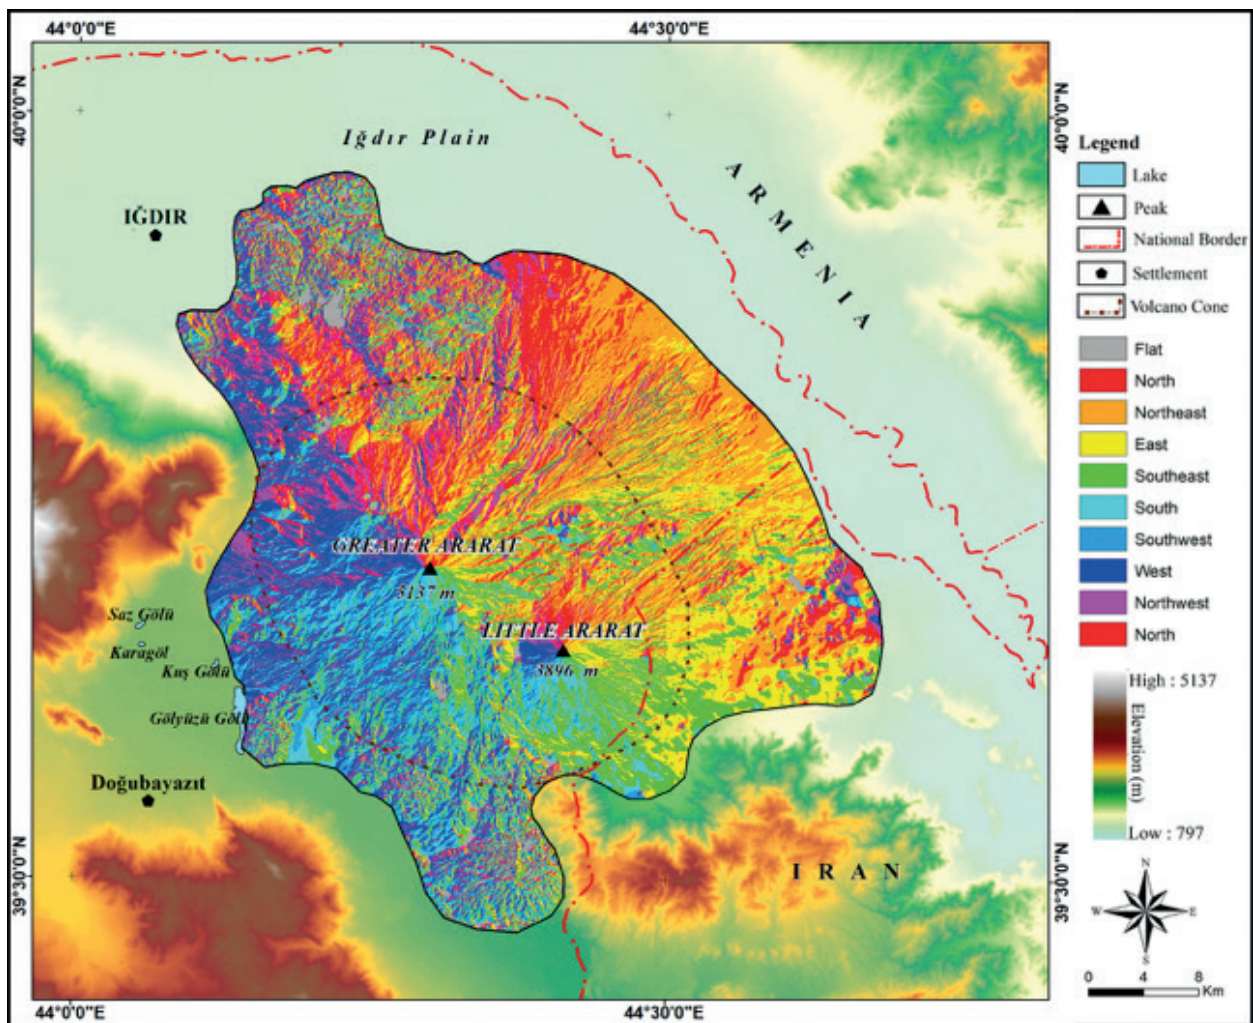 44°0'0"E
44°30'0"E
40°0'0"N
40°0'0"N
Iğdır Plain
ARMENIA
IĞDIR
GREATER ARARAT
5137 m
LITTLE ARARAT
3896 m
Saz Gölü
Karagöl
Kuş Gölü
Gölyüzü Gölü
Doğubayazıt
IRAN
39°30'0"N
39°30'0"N
44°0'0"E
44°30'0"E
Legend
Lake
Peak
National Border
Settlement
Volcano Cone
Flat
North
Northeast
East
Southeast
South
Southwest
West
Northwest
North
High : 5137
Elevation (m)
Low : 797
N
W
E
S
0 4 8
Km